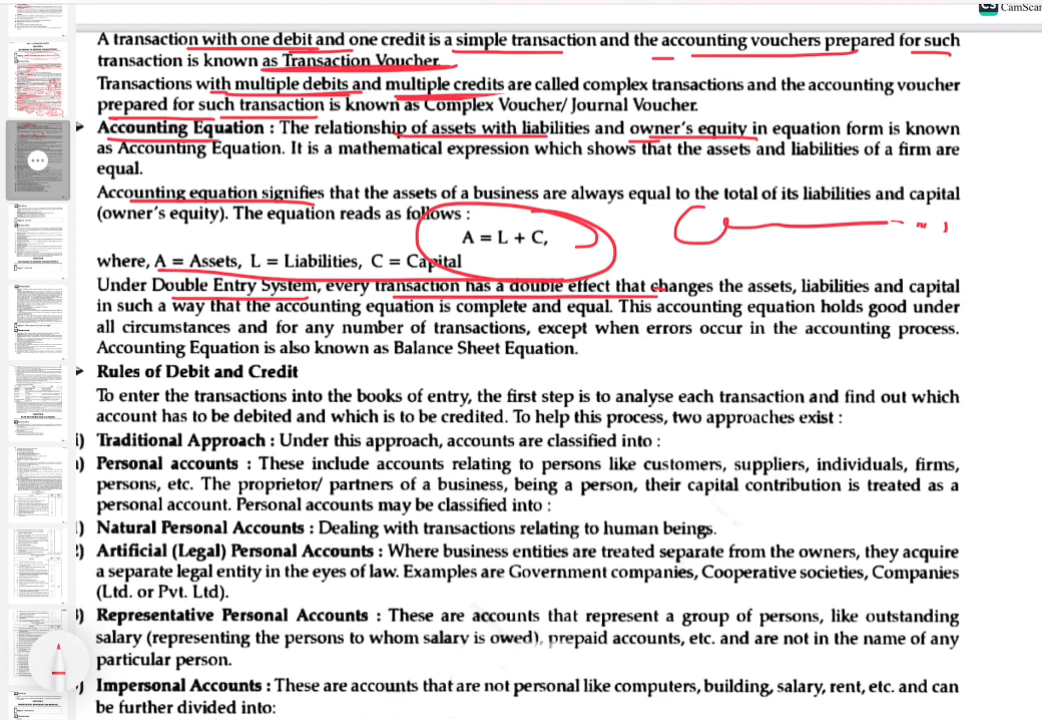 CS CamScan
A transaction with one debit and one credit is a simple transaction and the accounting vouchers prepared for such
transaction is known as Transaction Voucher.
Transactions with multiple debits and multiple credits are called complex transactions and the accounting voucher
prepared for such transaction is known as Complex Voucher/ Journal Voucher.
Accounting Equation : The relationship of assets with liabilities and owner's equity in equation form is known
as Accounting Equation. It is a mathematical expression which shows that the assets and liabilities of a firm are
equal.
Accounting equation signifies that the assets of a business are always equal to the total of its liabilities and capital
(owner's equity). The equation reads as follows :
A = L + C,
where, A = Assets, L = Liabilities, C = Capital
Under Double Entry System, every transaction has a double effect that changes the assets, liabilities and capital
in such a way that the accounting equation is complete and equal. This accounting equation holds good under
all circumstances and for any number of transactions, except when errors occur in the accounting process.
Accounting Equation is also known as Balance Sheet Equation.
Rules of Debit and Credit
To enter the transactions into the books of entry, the first step is to analyse each transaction and find out which
account has to be debited and which is to be credited. To help this process, two approaches exist :
) Traditional Approach : Under this approach, accounts are classified into :
) Personal accounts : These include accounts relating to persons like customers, suppliers, individuals, firms,
persons, etc. The proprietor/ partners of a business, being a person, their capital contribution is treated as a
personal account. Personal accounts may be classified into :
) Natural Personal Accounts : Dealing with transactions relating to human beings.
) Artificial (Legal) Personal Accounts : Where business entities are treated separate from the owners, they acquire
a separate legal entity in the eyes of law. Examples are Government companies, Cooperative societies, Companies
(Ltd. or Pvt. Ltd).
) Representative Personal Accounts : These are accounts that represent a group of persons, like outstanding
salary (representing the persons to whom salary is owed), prepaid accounts, etc. and are not in the name of any
particular person.
) Impersonal Accounts : These are accounts that are not personal like computers, building, salary, rent, etc. and can
be further divided into: